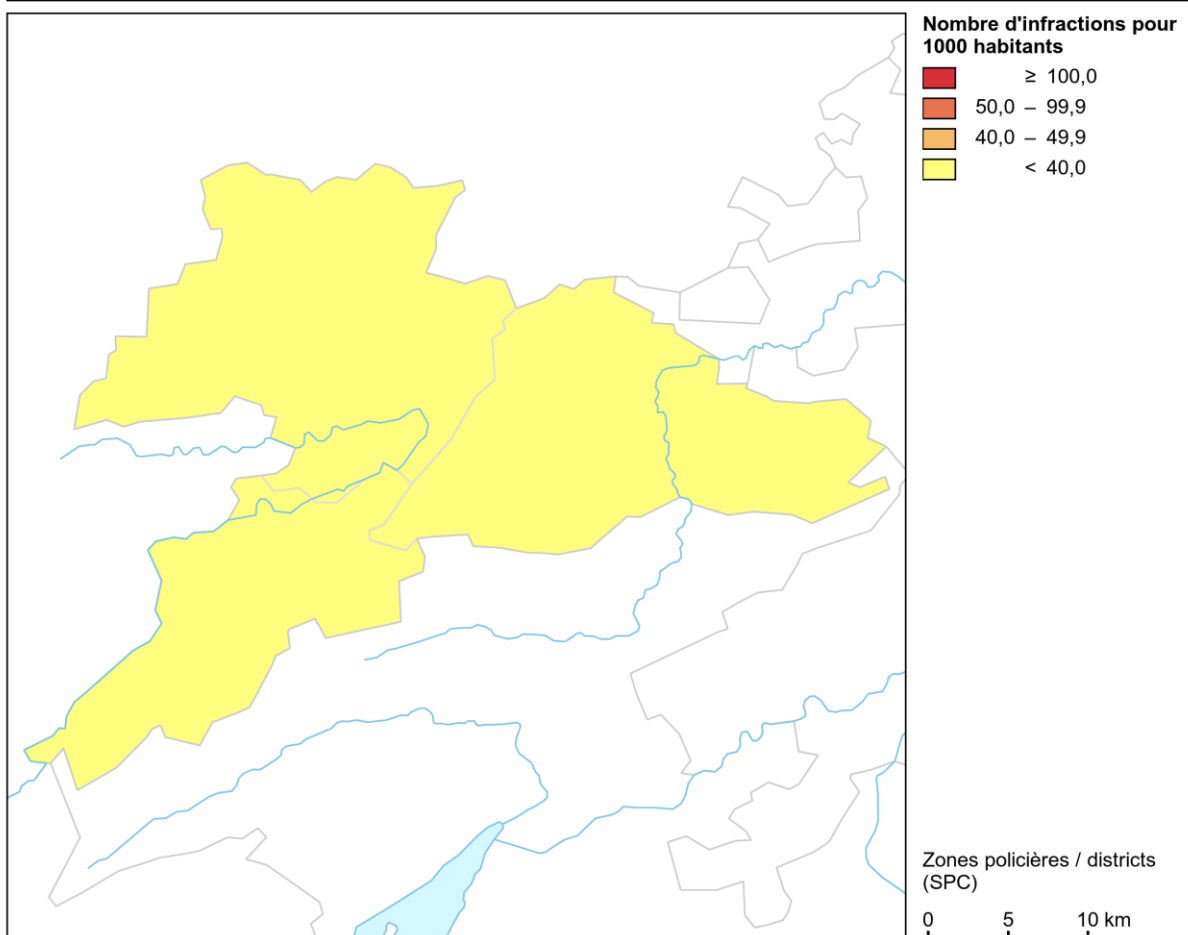 Nombre d'infractions pour
1000 habitants
≥ 100,0
50,0 – 99,9
40,0 – 49,9
< 40,0
Zones policières / districts
(SPC)
0 5 10 km